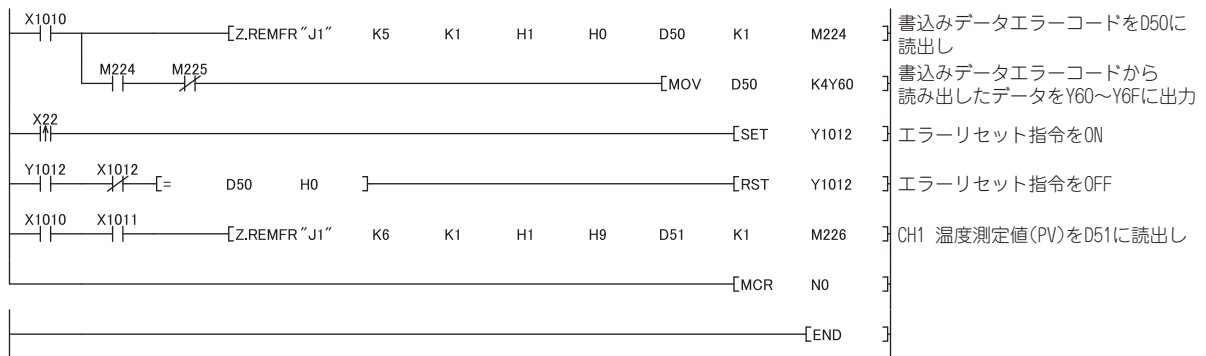 X1010
[Z.REMFR "J1" K5 K1 H1 H0 D50 K1 M224 ]
書込みデータエラーコードをD50に
読出し
M224 M225
[MOV D50 K4Y60 ]
書込みデータエラーコードから
読み出したデータをY60～Y6Fに出力
X22
[SET Y1012 ]
エラーリセット指令をON
Y1012 X1012
[= D50 H0 ]
[RST Y1012 ]
エラーリセット指令をOFF
X1010 X1011
[Z.REMFR "J1" K6 K1 H1 H9 D51 K1 M226 ]
CH1 温度測定値(PV)をD51に読出し
[MCR N0 ]
[END ]